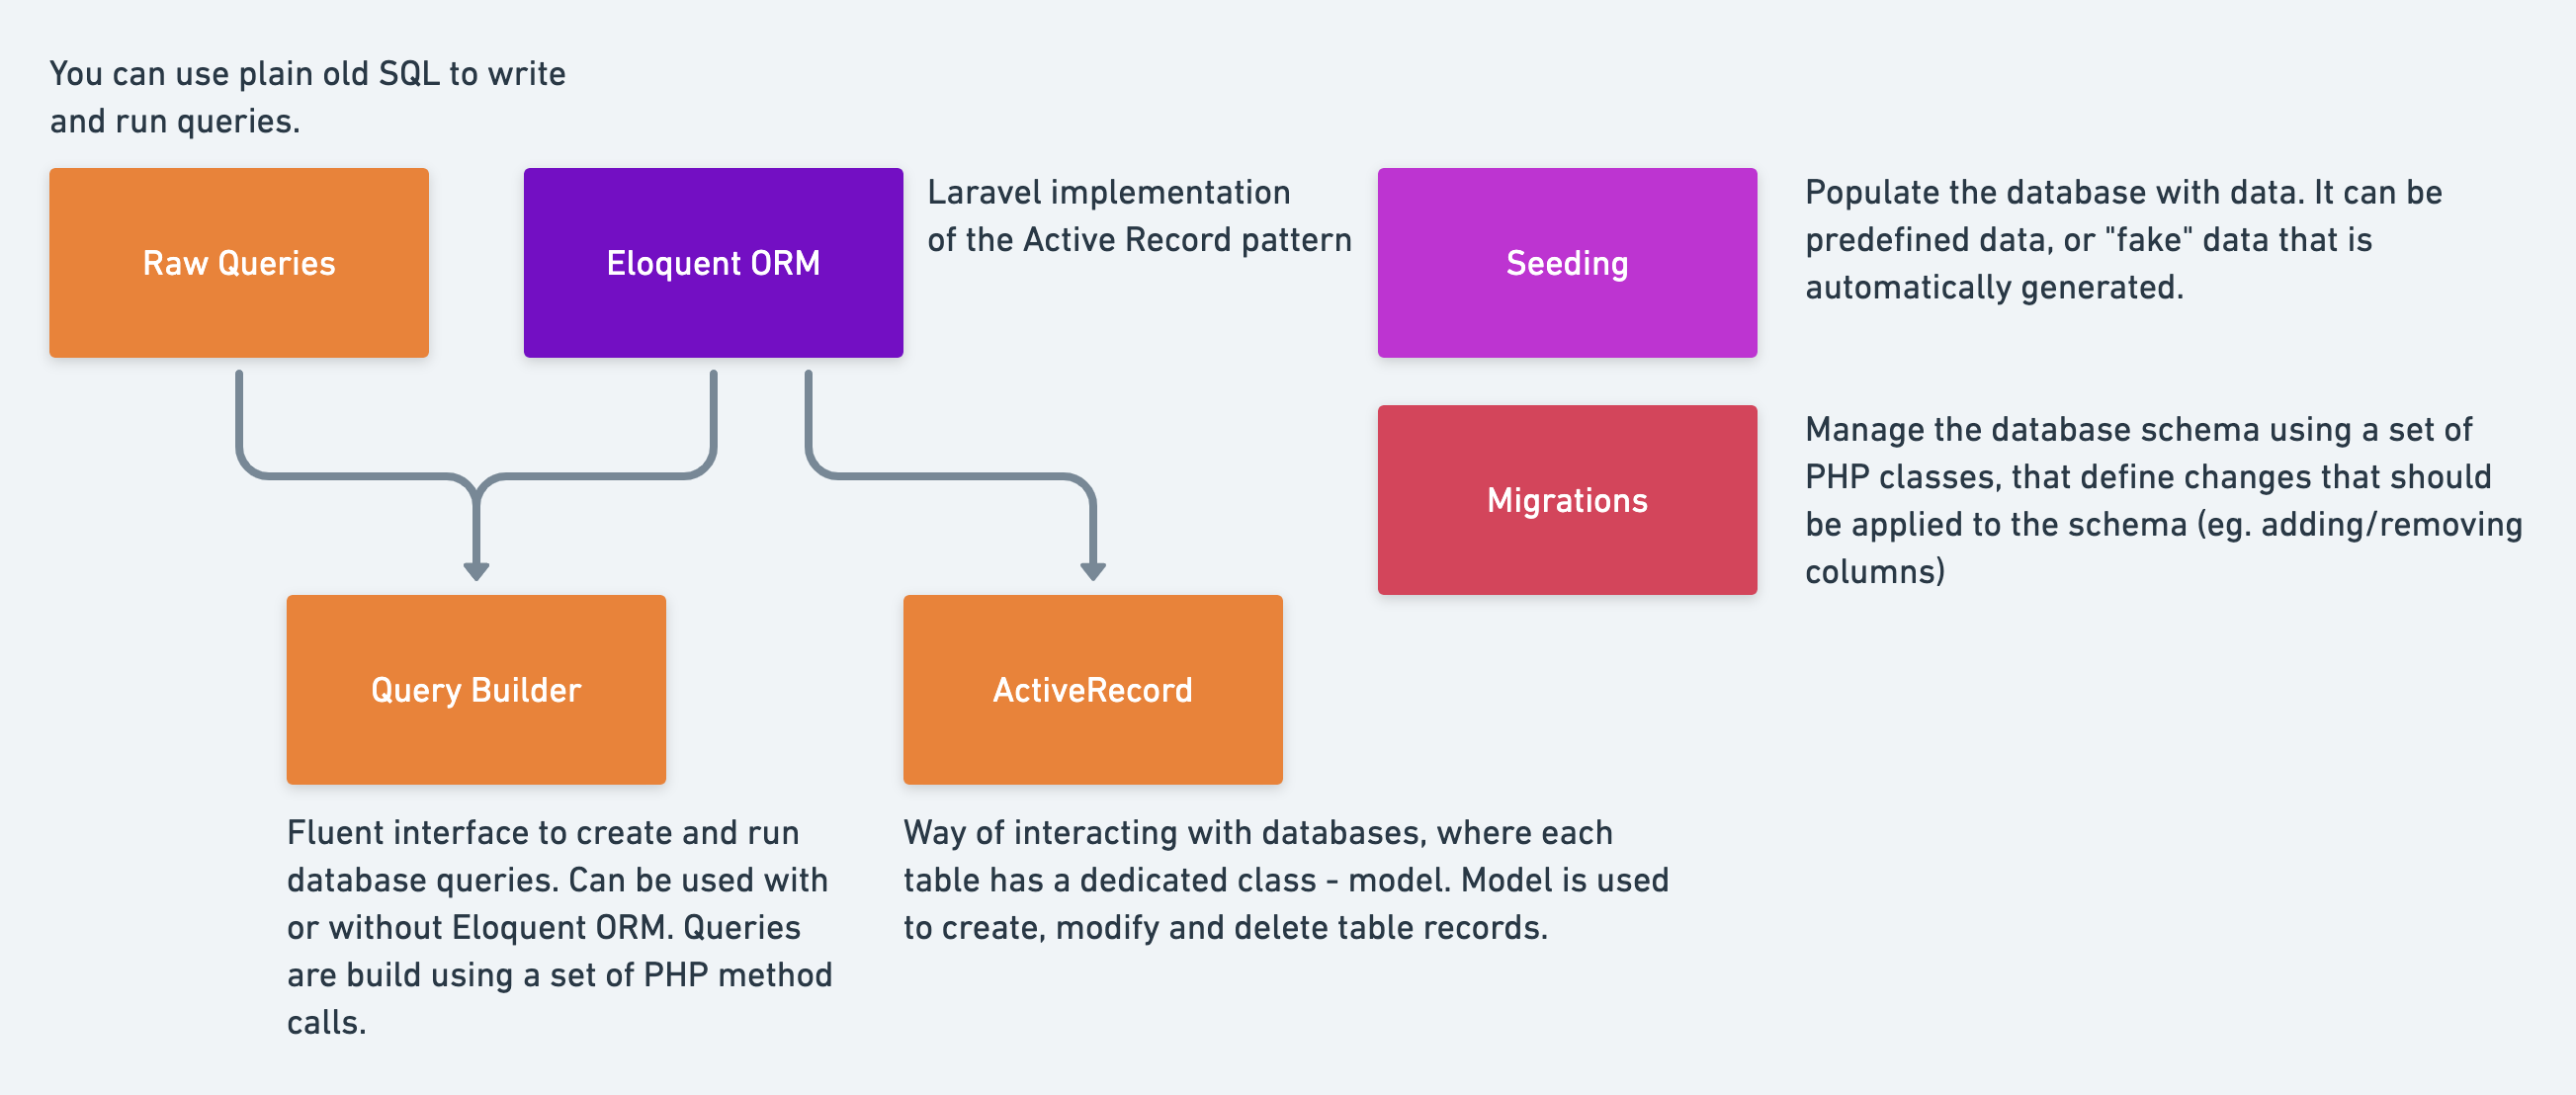 You can use plain old SQL to write
and run queries.
Raw Queries
Eloquent ORM
Laravel implementation
of the Active Record pattern
Seeding
Populate the database with data. It can be
predefined data, or "fake" data that is
automatically generated.
Migrations
Manage the database schema using a set of
PHP classes, that define changes that should
be applied to the schema (eg. adding/removing
columns)
Query Builder
Fluent interface to create and run
database queries. Can be used with
or without Eloquent ORM. Queries
are build using a set of PHP method
calls.
ActiveRecord
Way of interacting with databases, where each
table has a dedicated class - model. Model is used
to create, modify and delete table records.